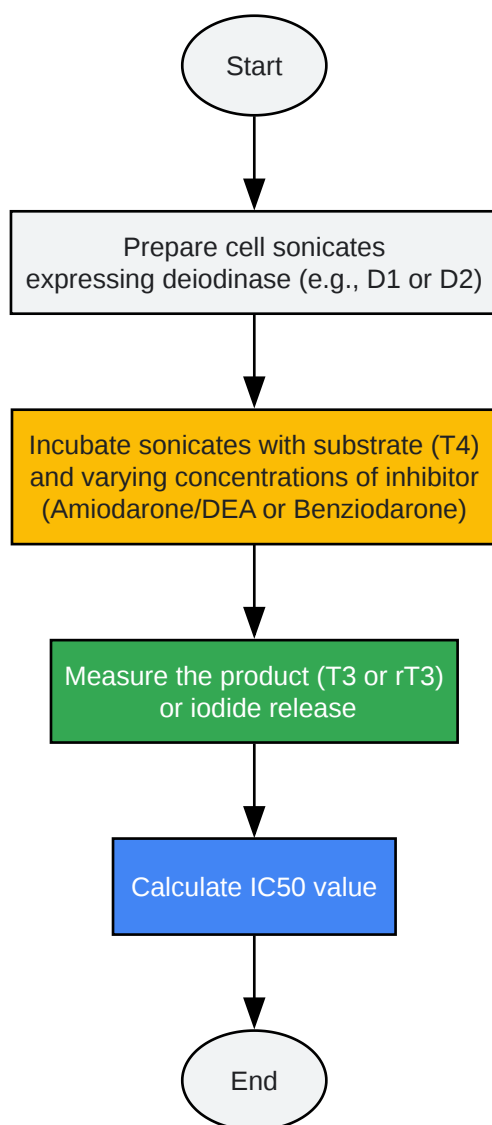 Start
Prepare cell sonicates
expressing deiodinase (e.g., D1 or D2)
Incubate sonicates with substrate (T4)
and varying concentrations of inhibitor
(Amiodarone/DEA or Benziodarone)
Measure the product (T3 or rT3)
or iodide release
Calculate IC50 value
End